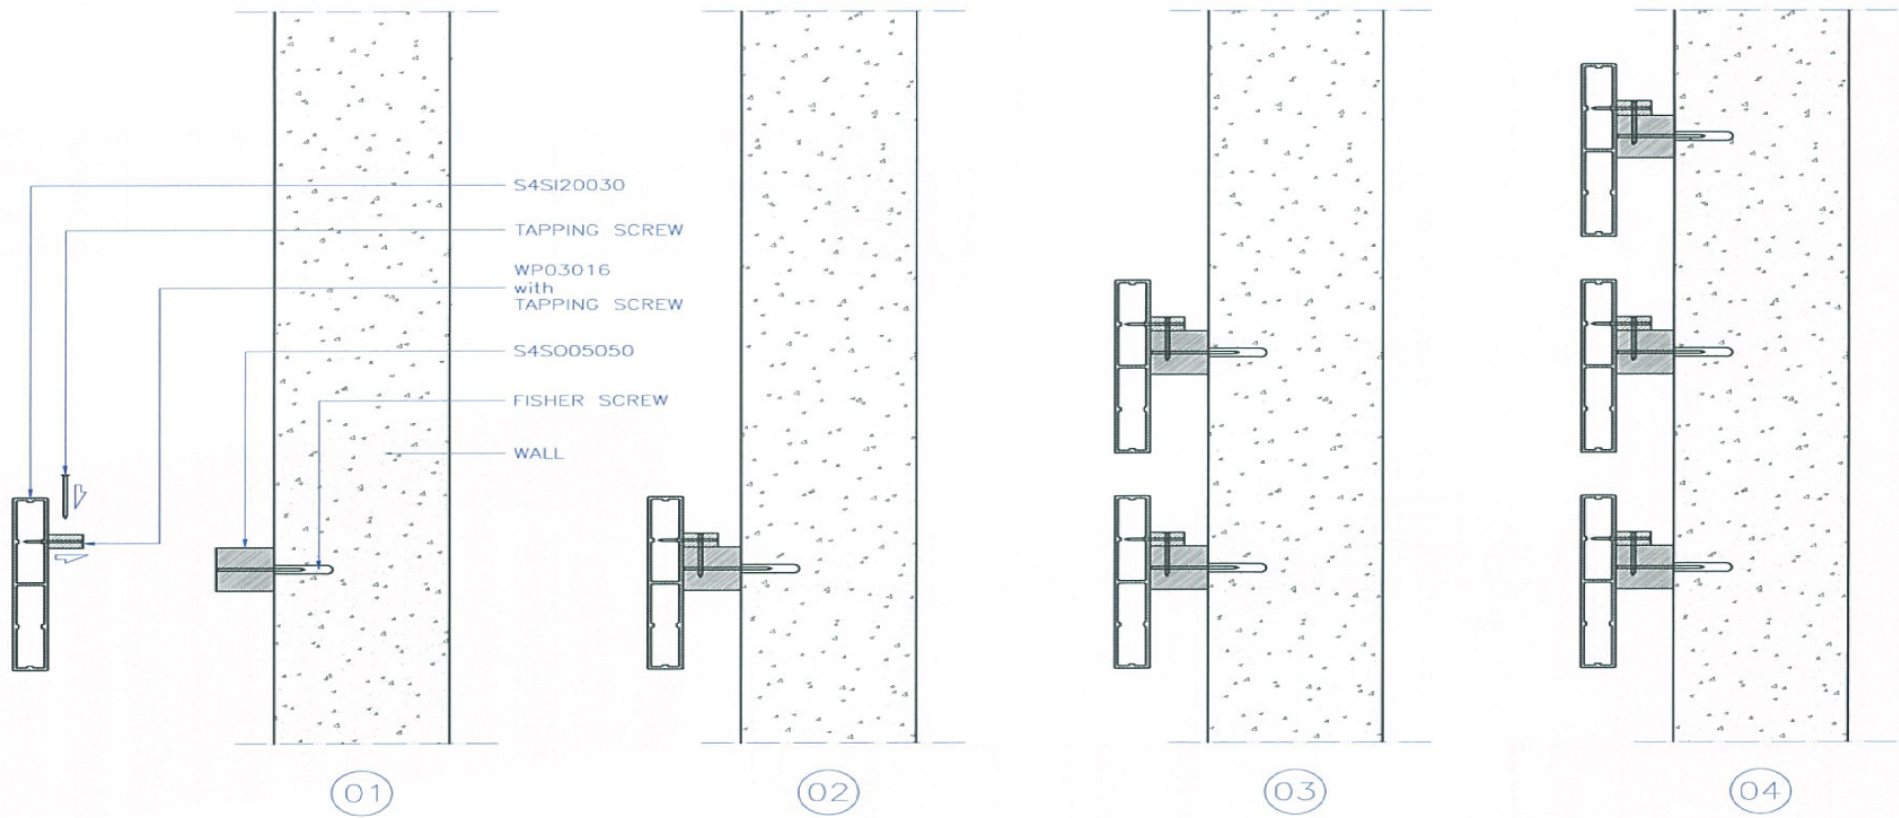 S4SI20030
TAPPING SCREW
WP03016
with
TAPPING SCREW
S4SO05050
FISHER SCREW
WALL
01
02
03
04